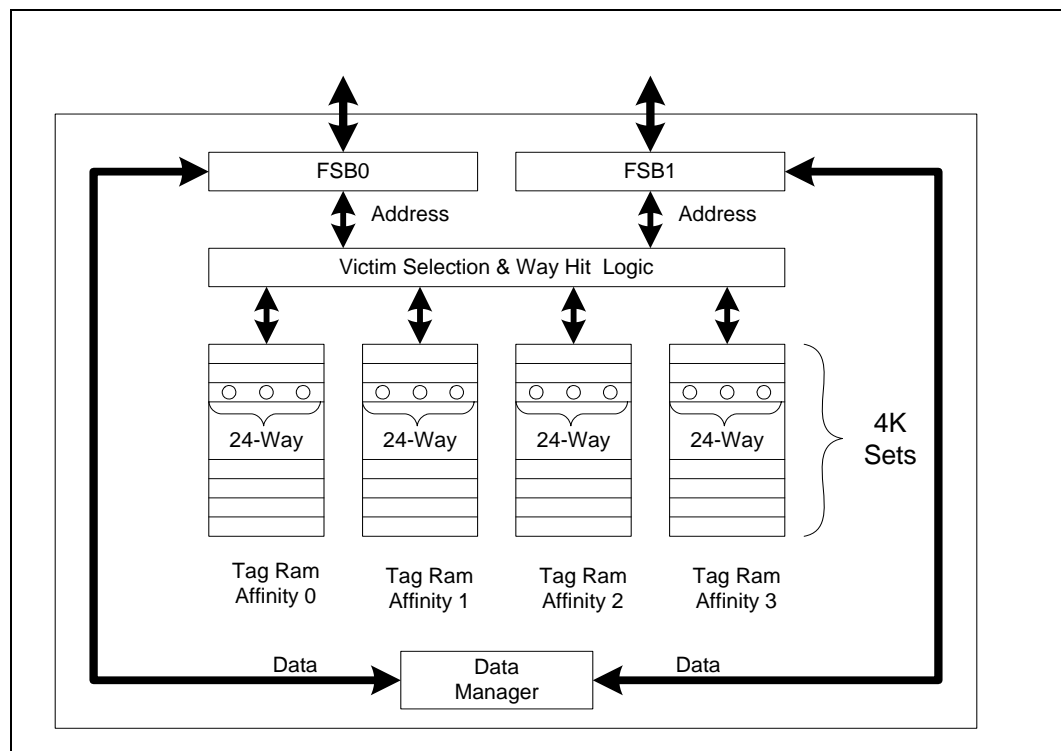 FSB0
FSB1
Address
Address
Victim Selection & Way Hit Logic
24-Way
24-Way
24-Way
24-Way
4K
Sets
Tag Ram
Affinity 0
Tag Ram
Affinity 1
Tag Ram
Affinity 2
Tag Ram
Affinity 3
Data
Data
Manager
Data